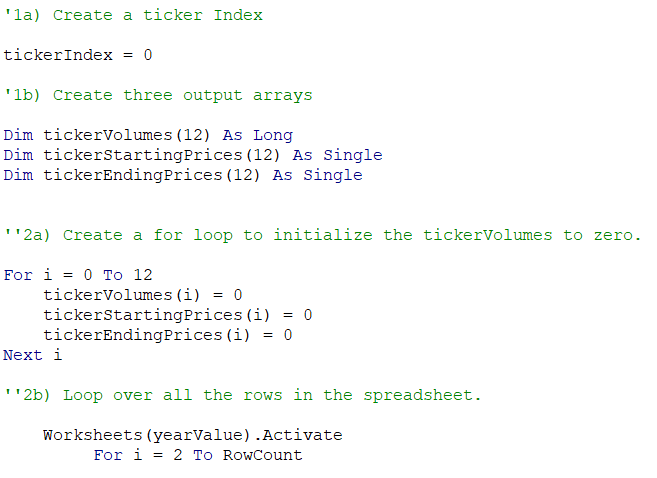 '1a) Create a ticker Index
tickerIndex = 0
'1b) Create three output arrays
Dim tickerVolumes(12) As Long
Dim tickerStartingPrices(12) As Single
Dim tickerEndingPrices(12) As Single
''2a) Create a for loop to initialize the tickerVolumes to zero.
For i = 0 To 12
tickerVolumes(i) = 0
tickerStartingPrices(i) = 0
tickerEndingPrices(i) = 0
Next i
''2b) Loop over all the rows in the spreadsheet.
Worksheets(yearValue).Activate
For i = 2 To RowCount